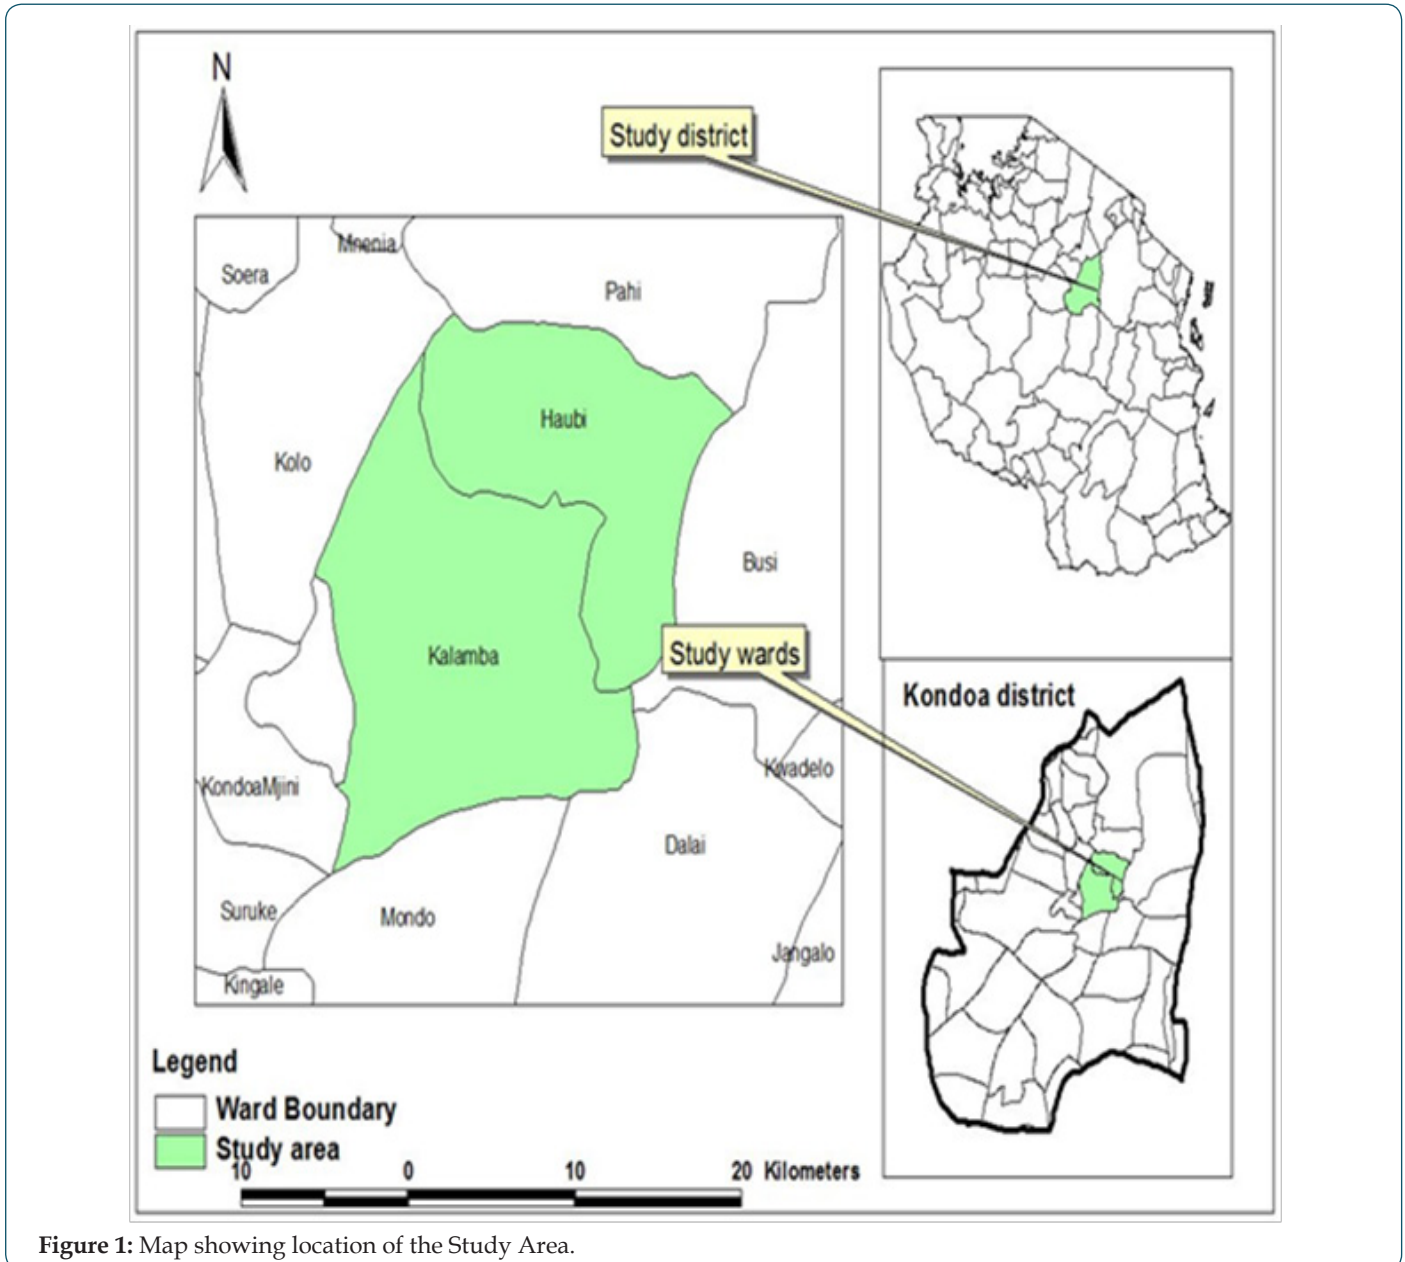 N
Study district
Mnenia
Soera
Pahi
Haubi
Kolo
Busi
Kalamba
Study wards
Kondoa district
KondoaMjini
Kwadelo
Dalai
Suruke
Mondo
Jangalo
Kingale
Legend
Ward Boundary
Study area
10 0 10 20 Kilometers
Figure 1: Map showing location of the Study Area.